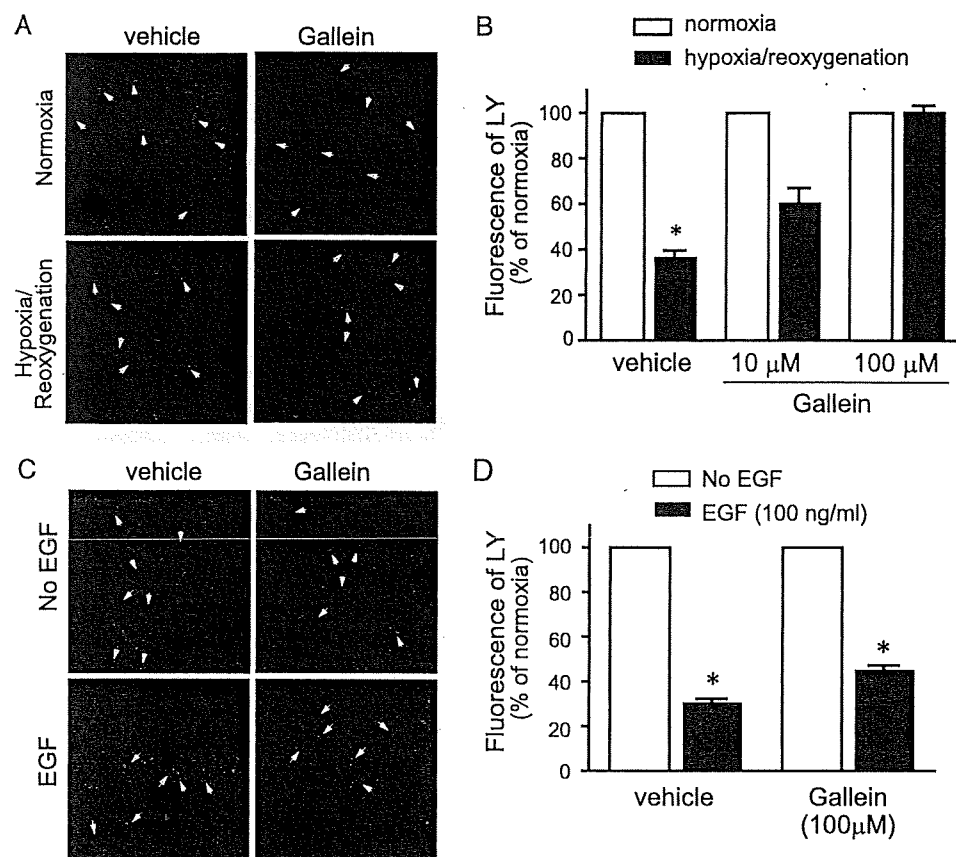 A
vehicle
Gallein
Normoxia
Hypoxia/
Reoxygenation
B
normoxia
hypoxia/reoxygenation
Fluorescence of LY
(% of normoxia)
100
80
60
40
20
0
*
vehicle
10 μM
100 μM
Gallein
C
vehicle
Gallein
No EGF
EGF
D
No EGF
EGF (100 ng/ml)
Fluorescence of LY
(% of normoxia)
100
80
60
40
20
0
*
*
vehicle
Gallein
(100μM)